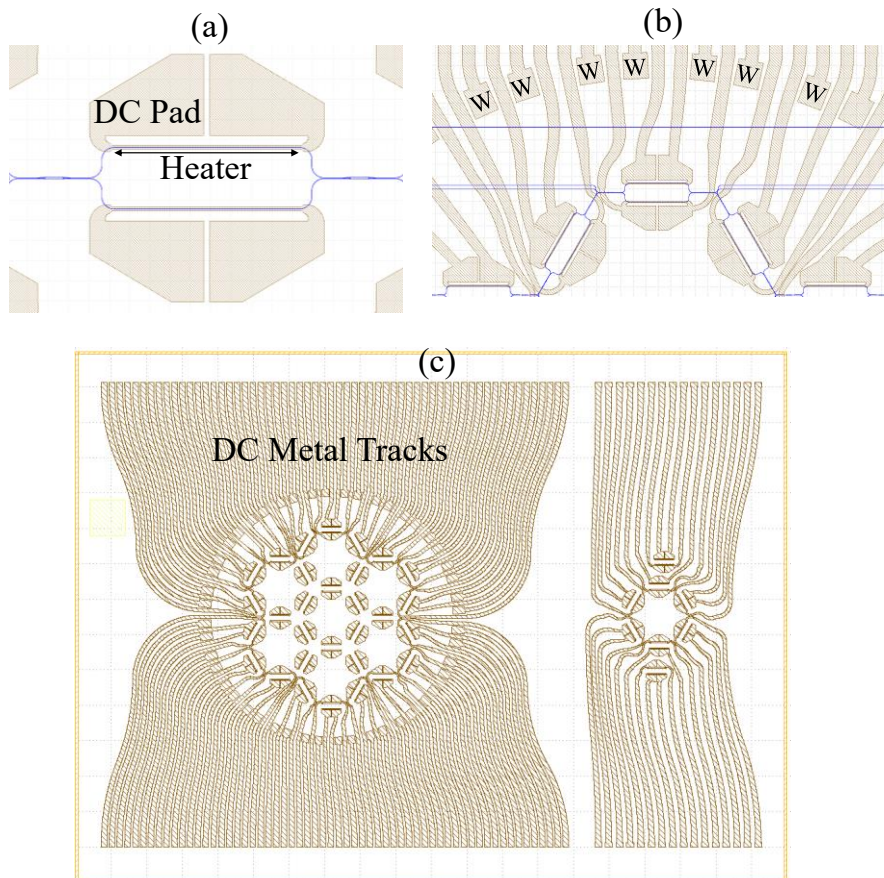 (a)
DC Pad
Heater
(b)
W W W W W W W
(c)
DC Metal Tracks